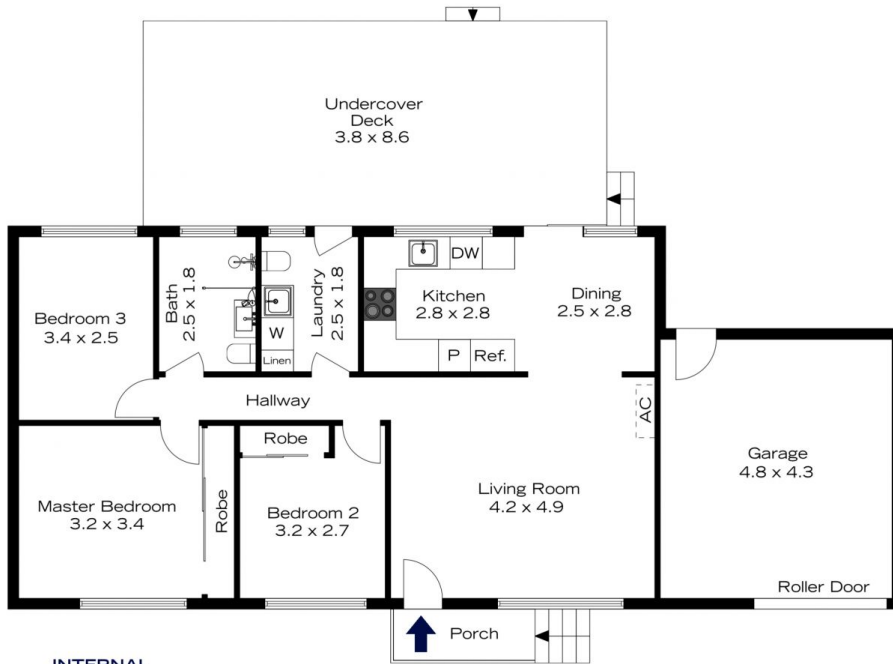 Undercover
Deck
3.8 x 8.6
Bedroom 3
3.4 x 2.5
Bath
2.5 x 1.8
W
Linen
Laundry
2.5 x 1.8
DW
Kitchen
2.8 x 2.8
P
Ref.
Dining
2.5 x 2.8
Hallway
AC
Garage
4.8 x 4.3
Roller Door
Master Bedroom
3.2 x 3.4
Robe
Robe
Bedroom 2
3.2 x 2.7
Living Room
4.2 x 4.9
Porch
INTERNAL